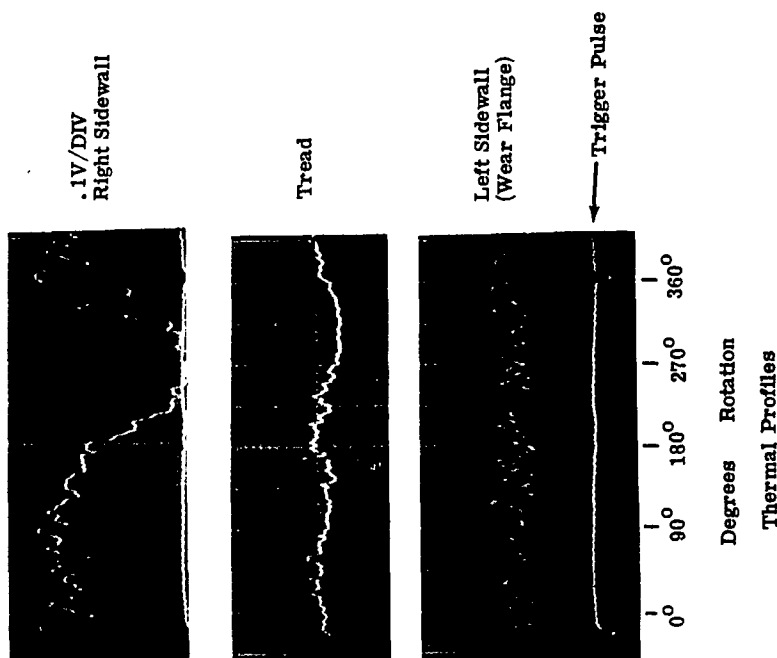 .1V/DIV
Right Sidewall
Tread
Left Sidewall
(Wear Flange)
Trigger Pulse
0° 90° 180° 270° 360°
Degrees Rotation
Thermal Profiles